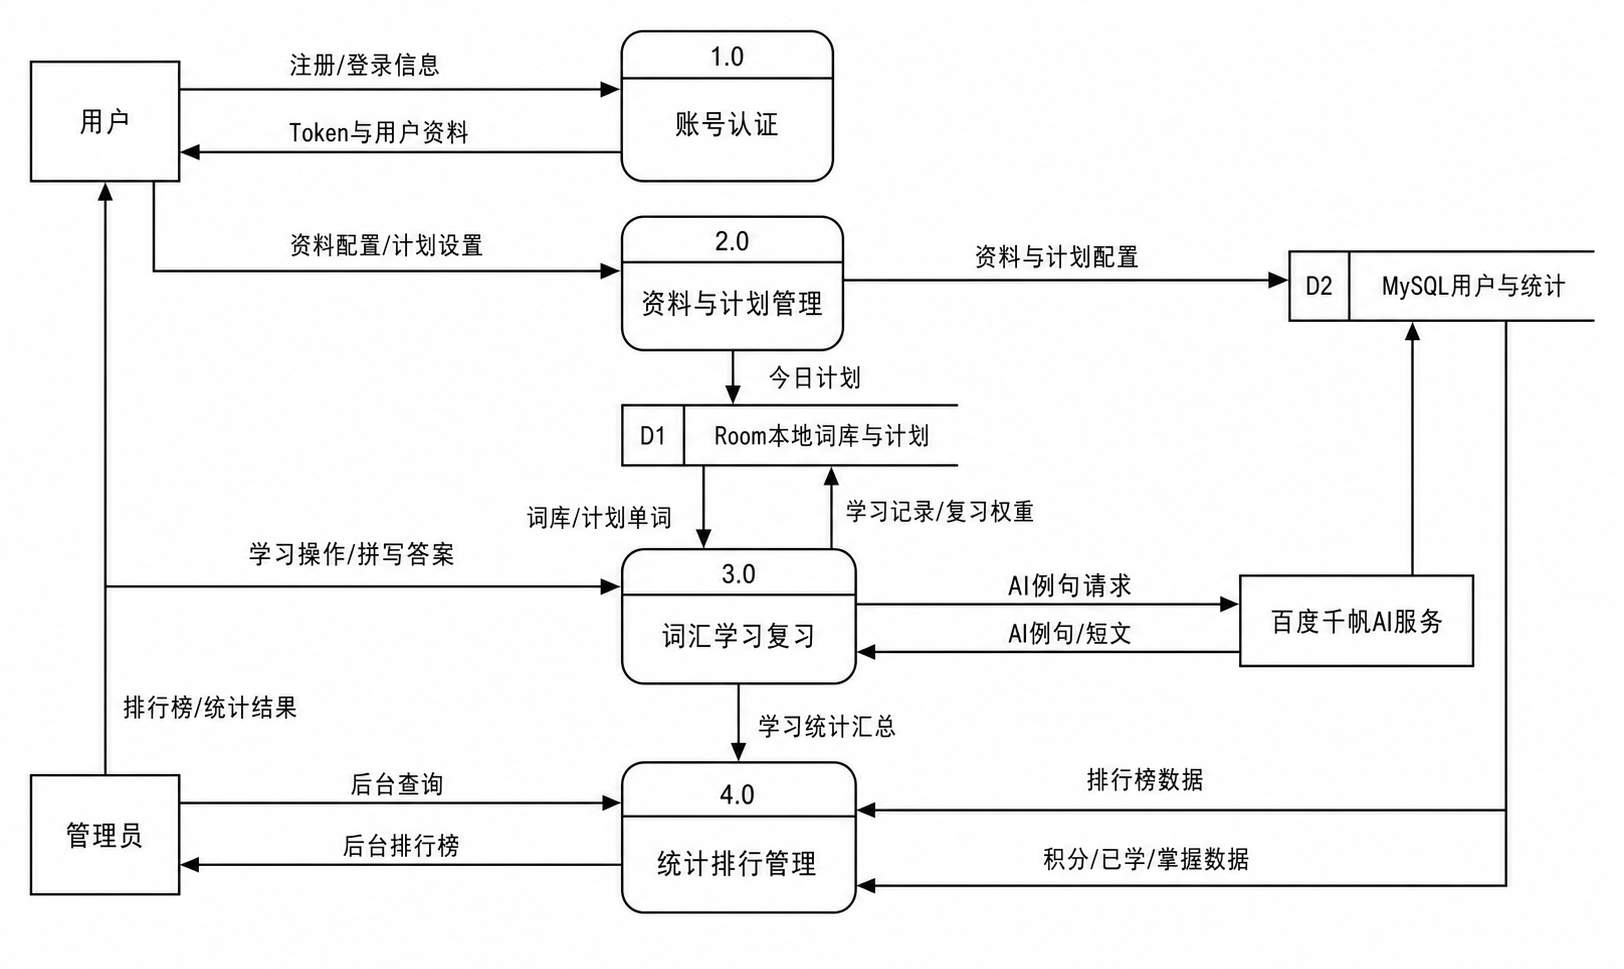 1.0
注册/登录信息
用户
账号认证
Token与用户资料
2.0
资料配置/计划设置
资料与计划配置
D2
MySQL用户与统计
资料与计划管理
今日计划
D1
Room本地词库与计划
词库/计划单词
学习记录/复习权重
学习操作/拼写答案
3.0
AI例句请求
词汇学习复习
AI例句/短文
百度千帆AI服务
排行榜/统计结果
学习统计汇总
后台查询
4.0
排行榜数据
管理员
后台排行榜
统计排行管理
积分/已学/掌握数据